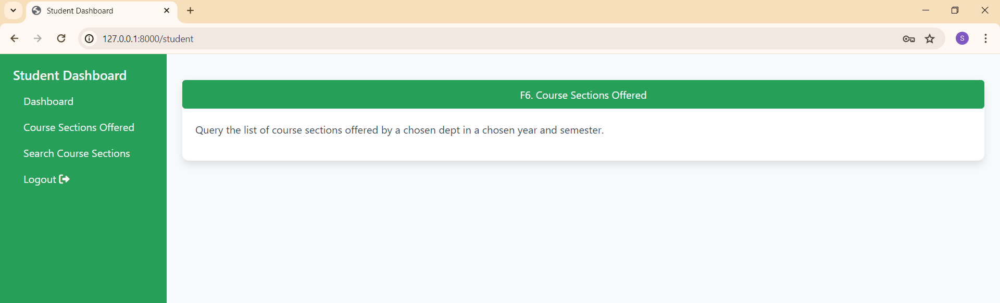 Student Dashboard
127.0.0.1:8000/student
S
Student Dashboard
Dashboard
Course Sections Offered
Search Course Sections
Logout
F6. Course Sections Offered
Query the list of course sections offered by a chosen dept in a chosen year and semester.